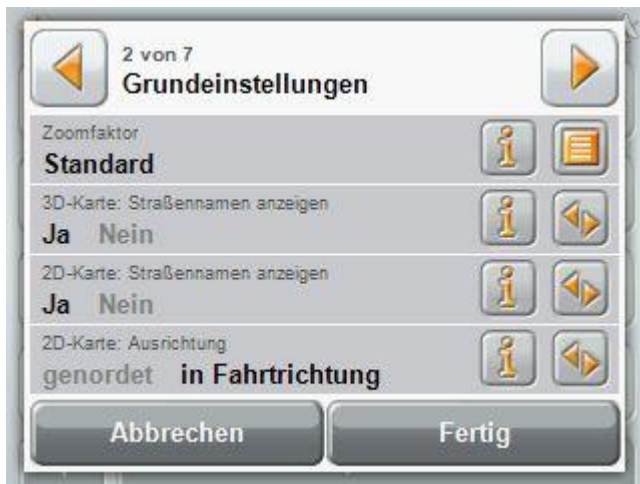 2 von 7
Grundeinstellungen
Zoomfaktor
Standard
3D-Karte: Straßennamen anzeigen
Ja Nein
2D-Karte: Straßennamen anzeigen
Ja Nein
2D-Karte: Ausrichtung
genordet in Fahrtrichtung
Abbrechen Fertig